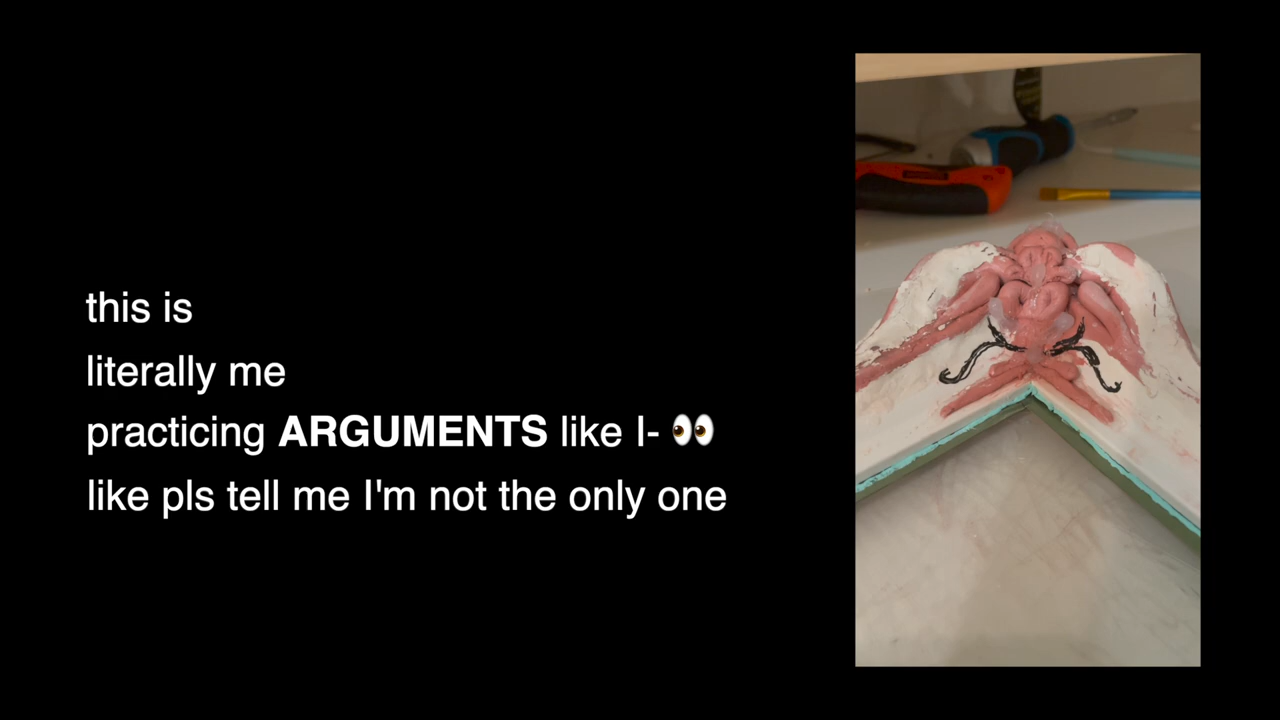 this is
literally me
practicing ARGUMENTS like I- 👀
like pls tell me I'm not the only one